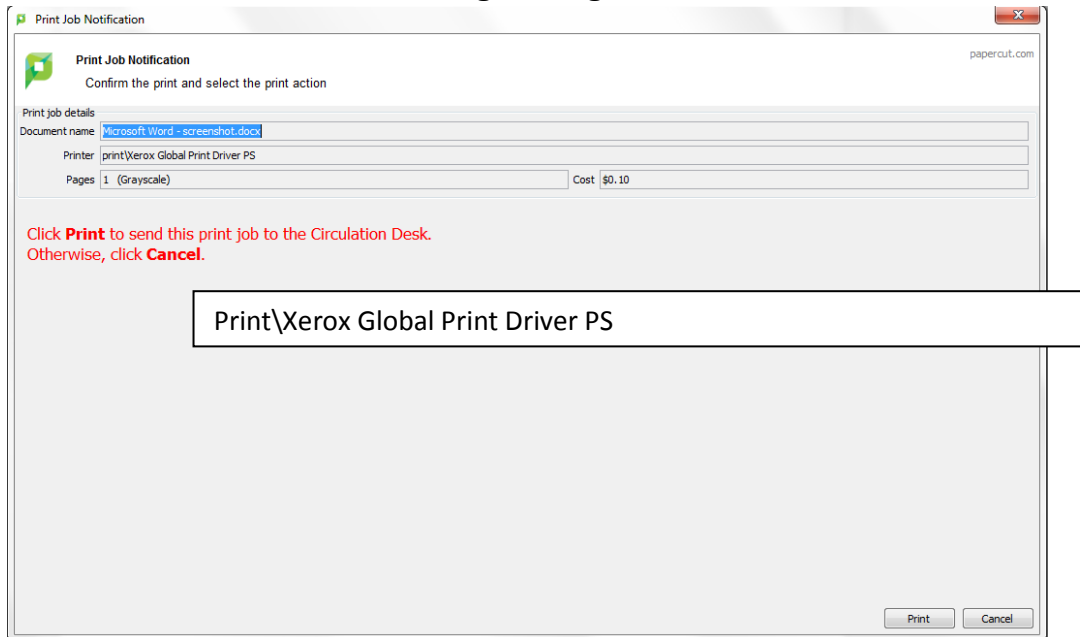 Print Job Notification
Print Job Notification
papercut.com
Confirm the print and select the print action
Print job details
Document name Microsoft Word - screenshot.docx
Printer print\Xerox Global Print Driver PS
Pages 1 (Grayscale) Cost $0.10
Click Print to send this print job to the Circulation Desk.
Otherwise, click Cancel.
Print\Xerox Global Print Driver PS
Print Cancel